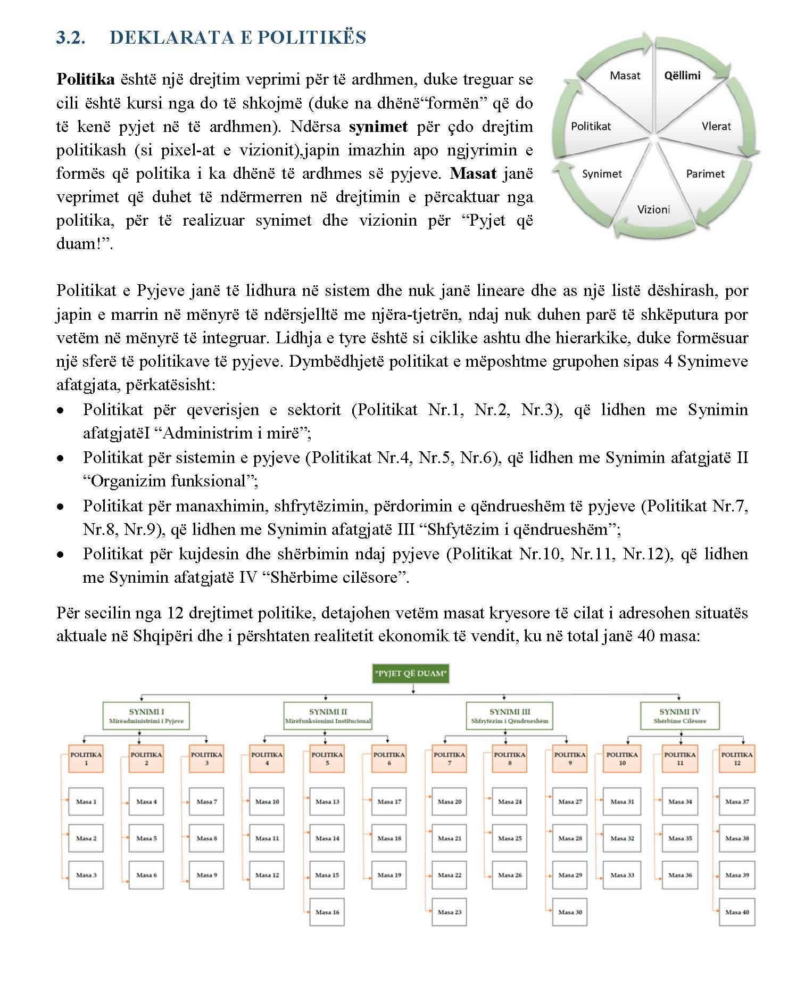 3.2. DEKLARATA E POLITIKËS
Politika është një drejtim veprimi për të ardhmen, duke treguar se
cili është kursi nga do të shkojmë (duke na dhënë“formën” që do
të kenë pyjet në të ardhmen). Ndërsa synimet për çdo drejtim
politikash (si pixel-at e vizionit),japin imazhin apo ngjyrimin e
formës që politika i ka dhënë të ardhmes së pyjeve. Masat janë
veprimet që duhet të ndërmerren në drejtimin e përcaktuar nga
politika, për të realizuar synimet dhe vizionin për “Pyjet që
duam!”.
Masat
Qëllimi
Politikat
Vlerat
Synimet
Parimet
Vizioni
Politikat e Pyjeve janë të lidhura në sistem dhe nuk janë lineare dhe as një listë dëshirash, por
japin e marrin në mënyrë të ndërsjelltë me njëra-tjetrën, ndaj nuk duhen parë të shkëputura por
vetëm në mënyrë të integruar. Lidhja e tyre është si ciklike ashtu dhe hierarkike, duke formësuar
një sferë të politikave të pyjeve. Dymbëdhjetë politikat e mëposhtme grupohen sipas 4 Synimeve
afatgjata, përkatësisht:
• Politikat për qeverisjen e sektorit (Politikat Nr.1, Nr.2, Nr.3), që lidhen me Synimin
afatgjatëI “Administrim i mirë”;
• Politikat për sistemin e pyjeve (Politikat Nr.4, Nr.5, Nr.6), që lidhen me Synimin afatgjatë II
“Organizim funksional”;
• Politikat për manaxhimin, shfrytëzimin, përdorimin e qëndrueshëm të pyjeve (Politikat Nr.7,
Nr.8, Nr.9), që lidhen me Synimin afatgjatë III “Shfytëzim i qëndrueshëm”;
• Politikat për kujdesin dhe shërbimin ndaj pyjeve (Politikat Nr.10, Nr.11, Nr.12), që lidhen
me Synimin afatgjatë IV “Shërbime cilësore”.
Për secilin nga 12 drejtimet politike, detajohen vetëm masat kryesore të cilat i adresohen situatës
aktuale në Shqipëri dhe i përshtaten realitetit ekonomik të vendit, ku në total janë 40 masa:
"PYJET QË DUAM"
SYNIMI I SYNIMI II SYNIMI III SYNIMI IV
Mirëadministrimi i Pyjeve Mirëfunksionimi Institucional Shfrytëzim i Qëndrueshëm Shërbime Cilësore
POLITIKA POLITIKA POLITIKA POLITIKA POLITIKA POLITIKA POLITIKA POLITIKA POLITIKA POLITIKA POLITIKA POLITIKA
1 2 3 4 5 6 7 8 9 10 11 12
Masa 1 Masa 4 Masa 7 Masa 10 Masa 13 Masa 17 Masa 20 Masa 24 Masa 27 Masa 31 Masa 34 Masa 37
Masa 2 Masa 5 Masa 8 Masa 11 Masa 14 Masa 18 Masa 21 Masa 25 Masa 28 Masa 32 Masa 35 Masa 38
Masa 3 Masa 6 Masa 9 Masa 12 Masa 15 Masa 19 Masa 22 Masa 26 Masa 29 Masa 33 Masa 36 Masa 39
Masa 16 Masa 23 Masa 30 Masa 40